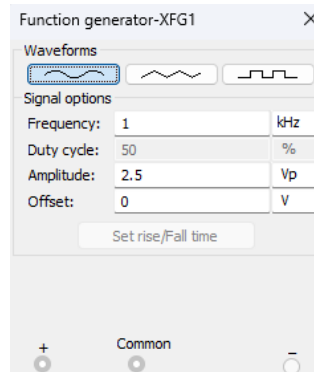 Function generator-XFG1
Waveforms
Signal options
Frequency: 1 kHz
Duty cycle: 50 %
Amplitude: 2.5 Vp
Offset: 0 V
Set rise/Fall time
+ Common −